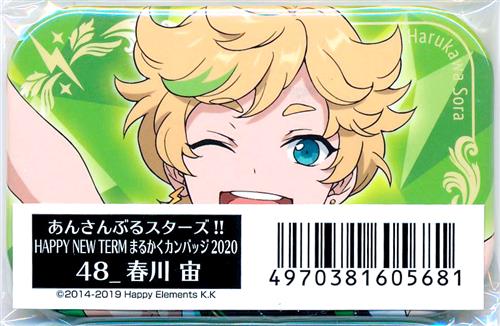 Harukawa Sora
あんさんぶるスターズ!!
HAPPY NEW TERM まるかくカンバッジ 2020
48_春川 宙
©2014-2019 Happy Elements K.K
4970381605681